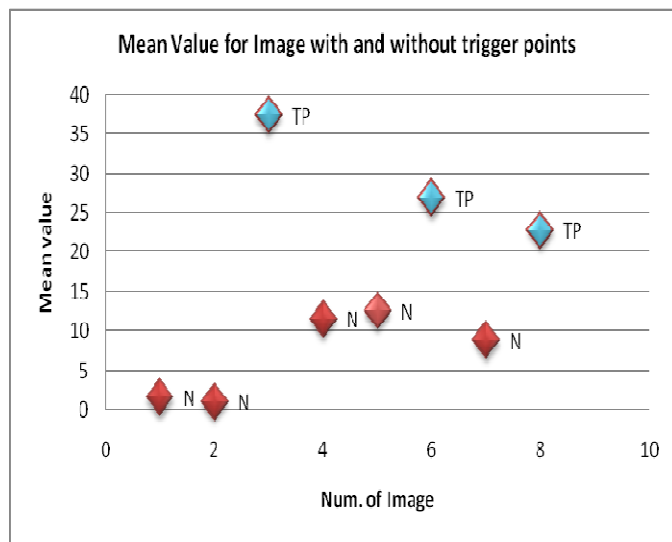 Mean Value for Image with and without trigger points
40
35
30
25
20
15
10
5
0
Mean value
TP
TP
TP
N
N
N
N
N
0 2 4 6 8 10
Num. of Image